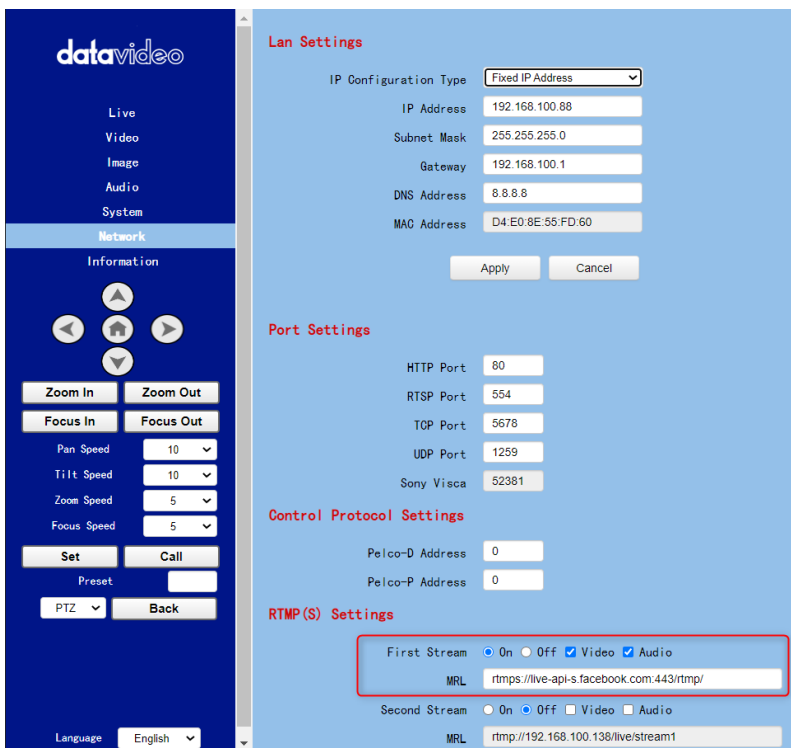 datavideo
Live
Video
Image
Audio
System
Network
Information
Zoom In Zoom Out
Focus In Focus Out
Pan Speed 10
Tilt Speed 10
Zoom Speed 5
Focus Speed 5
Set Call
Preset
PTZ Back
Language English
Lan Settings
IP Configuration Type Fixed IP Address
IP Address 192.168.100.88
Subnet Mask 255.255.255.0
Gateway 192.168.100.1
DNS Address 8.8.8.8
MAC Address D4:E0:8E:55:FD:60
Apply Cancel
Port Settings
HTTP Port 80
RTSP Port 554
TCP Port 5678
UDP Port 1259
Sony Visca 52381
Control Protocol Settings
Pelco-D Address 0
Pelco-P Address 0
RTMP(S) Settings
First Stream On Off Video Audio
MRL rtmps://live-api-s.facebook.com:443/rtmp/
Second Stream On Off Video Audio
MRL rtmp://192.168.100.138/live/stream1